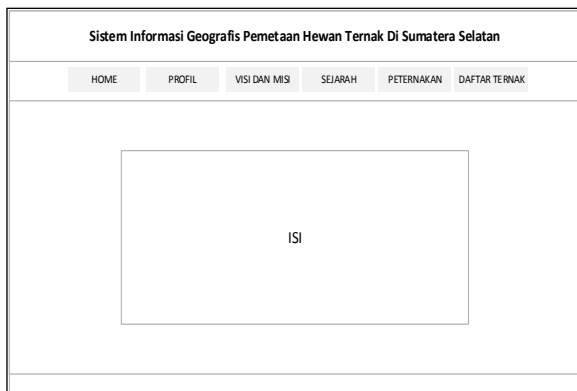 Sistem Informasi Geografis Pemetaan Hewan Ternak Di Sumatera Selatan
HOME PROFIL VISI DAN MISI SEJARAH PETERNAKAN DAFTAR TERNAK
ISI